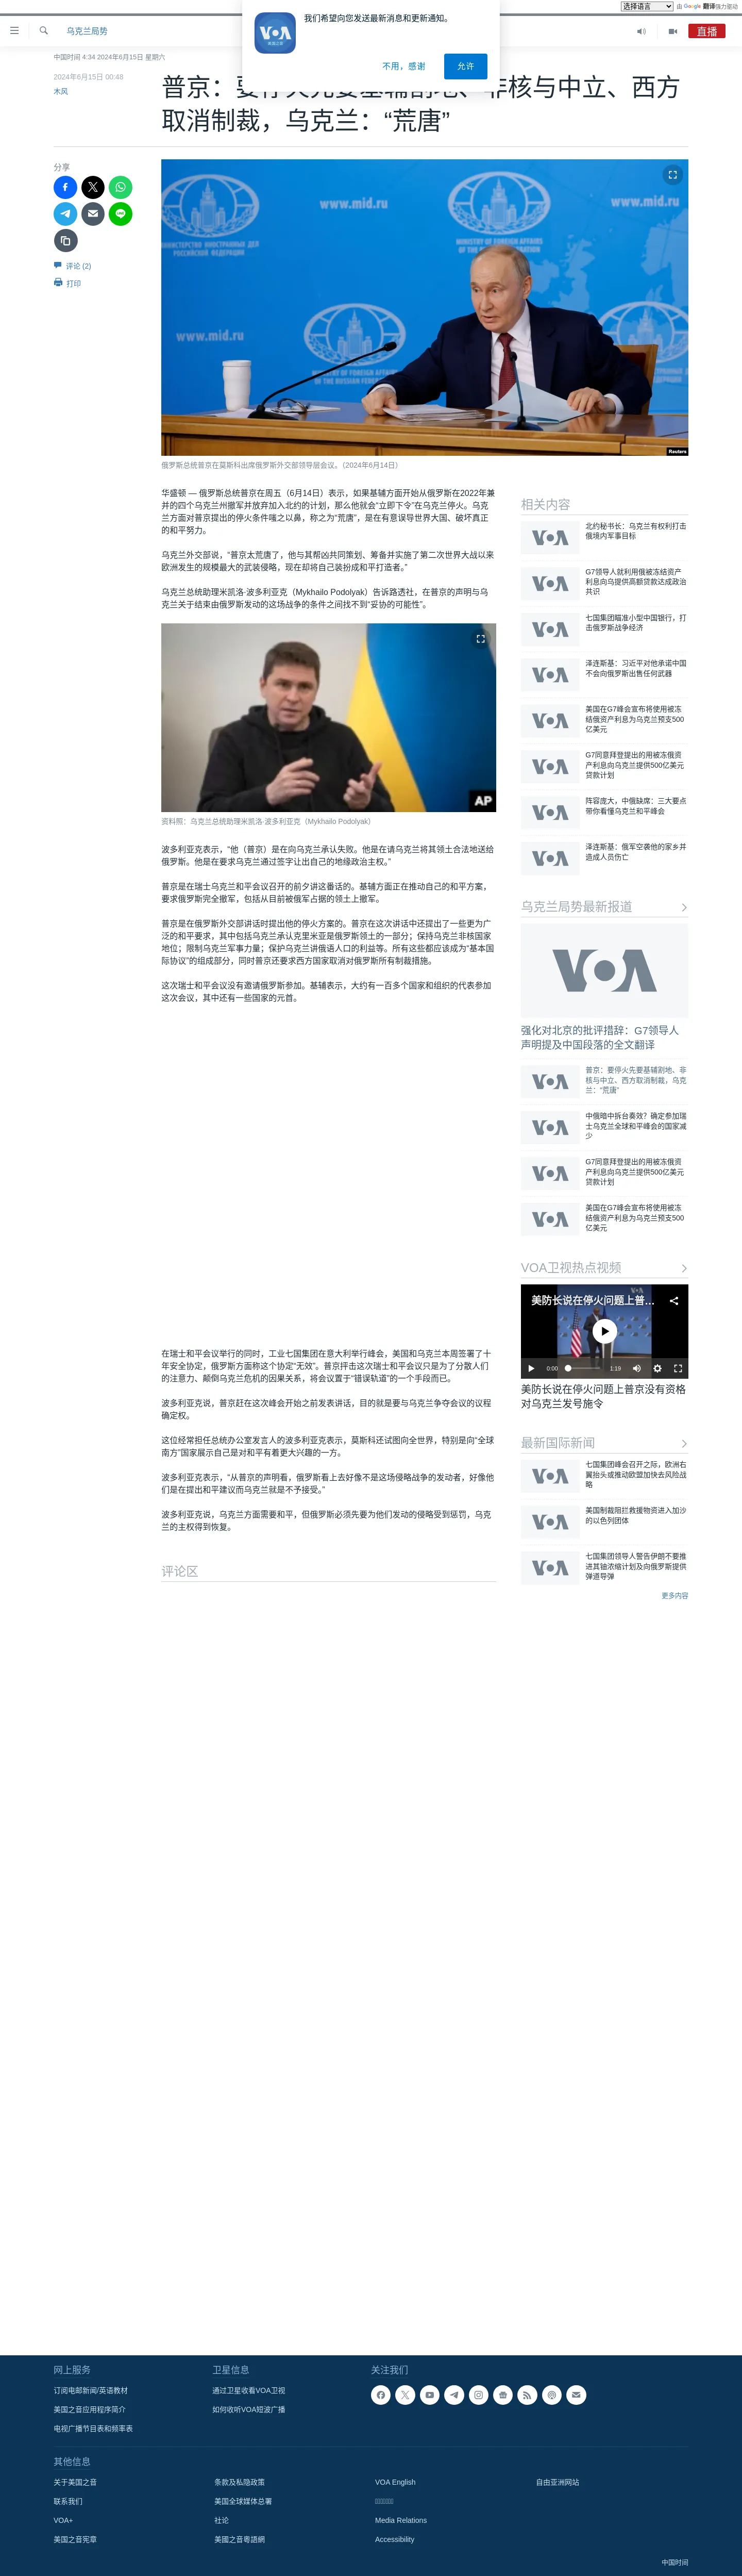 选择语言
由 Google 翻译强力驱动
我们希望向您发送最新消息和更新通知。
不用，感谢
允许
乌克兰局势
直播
中国时间 4:34 2024年6月15日 星期六
2024年6月15日 00:48
木风
普京：要停火先要基辅割地、非核与中立、西方
取消制裁，乌克兰：“荒唐”
分享
评论 (2)
打印
www.mid.ru
www.mid.ru
MINISTRY OF FOREIGN AFFAIRS
OF THE RUSSIAN FEDERATION
www.mid.ru
Reuters
俄罗斯总统普京在莫斯科出席俄罗斯外交部领导层会议。（2024年6月14日）
华盛顿 — 俄罗斯总统普京在周五（6月14日）表示，如果基辅方面开始从俄罗斯在2022年兼
并的四个乌克兰州撤军并放弃加入北约的计划，那么他就会“立即下令”在乌克兰停火。乌克
兰方面对普京提出的停火条件嗤之以鼻，称之为“荒唐”，是在有意误导世界大国、破坏真正
的和平努力。
乌克兰外交部说，“普京太荒唐了，他与其帮凶共同策划、筹备并实施了第二次世界大战以来
欧洲发生的规模最大的武装侵略，现在却将自己装扮成和平打造者。”
乌克兰总统助理米凯洛·波多利亚克（Mykhailo Podolyak）告诉路透社，在普京的声明与乌
克兰关于结束由俄罗斯发动的这场战争的条件之间找不到“妥协的可能性”。
AP
资料照：乌克兰总统助理米凯洛·波多利亚克（Mykhailo Podolyak）
波多利亚克表示，“他（普京）是在向乌克兰承认失败。他是在请乌克兰将其领土合法地送给
俄罗斯。他是在要求乌克兰通过签字让出自己的地缘政治主权。”
普京是在瑞士乌克兰和平会议召开的前夕讲这番话的。基辅方面正在推动自己的和平方案，
要求俄罗斯完全撤军，包括从目前被俄军占据的领土上撤军。
普京是在俄罗斯外交部讲话时提出他的停火方案的。普京在这次讲话中还提出了一些更为广
泛的和平要求，其中包括乌克兰承认克里米亚是俄罗斯领土的一部分；保持乌克兰非核国家
地位；限制乌克兰军事力量；保护乌克兰讲俄语人口的利益等。所有这些都应该成为“基本国
际协议”的组成部分，同时普京还要求西方国家取消对俄罗斯所有制裁措施。
这次瑞士和平会议没有邀请俄罗斯参加。基辅表示，大约有一百多个国家和组织的代表参加
这次会议，其中还有一些国家的元首。
在瑞士和平会议举行的同时，工业七国集团在意大利举行峰会，美国和乌克兰本周签署了十
年安全协定，俄罗斯方面称这个协定“无效”。普京抨击这次瑞士和平会议只是为了分散人们
的注意力、颠倒乌克兰危机的因果关系，将会议置于“错误轨道”的一个手段而已。
波多利亚克说，普京赶在这次峰会开始之前发表讲话，目的就是要与乌克兰争夺会议的议程
确定权。
这位经常担任总统办公室发言人的波多利亚克表示，莫斯科还试图向全世界，特别是向“全球
南方”国家展示自己是对和平有着更大兴趣的一方。
波多利亚克表示，“从普京的声明看，俄罗斯看上去好像不是这场侵略战争的发动者，好像他
们是在提出和平建议而乌克兰就是不予接受。”
波多利亚克说，乌克兰方面需要和平，但俄罗斯必须先要为他们发动的侵略受到惩罚，乌克
兰的主权得到恢复。
评论区
相关内容
北约秘书长：乌克兰有权利打击
俄境内军事目标
G7领导人就利用俄被冻结资产
利息向乌提供高额贷款达成政治
共识
七国集团瞄准小型中国银行，打
击俄罗斯战争经济
泽连斯基：习近平对他承诺中国
不会向俄罗斯出售任何武器
美国在G7峰会宣布将使用被冻
结俄资产利息为乌克兰预支500
亿美元
G7同意拜登提出的用被冻俄资
产利息向乌克兰提供500亿美元
贷款计划
阵容庞大，中俄缺席：三大要点
带你看懂乌克兰和平峰会
泽连斯基：俄军空袭他的家乡并
造成人员伤亡
乌克兰局势最新报道
VOA
强化对北京的批评措辞：G7领导人
声明提及中国段落的全文翻译
普京：要停火先要基辅割地、非
核与中立、西方取消制裁，乌克
兰：“荒唐”
中俄暗中拆台奏效？确定参加瑞
士乌克兰全球和平峰会的国家减
少
G7同意拜登提出的用被冻俄资
产利息向乌克兰提供500亿美元
贷款计划
美国在G7峰会宣布将使用被冻
结俄资产利息为乌克兰预支500
亿美元
VOA卫视热点视频
美防长说在停火问题上普...
0:00
1:19
美防长说在停火问题上普京没有资格
对乌克兰发号施令
最新国际新闻
七国集团峰会召开之际，欧洲右
翼抬头或推动欧盟加快去风险战
略
美国制裁阻拦救援物资进入加沙
的以色列团体
七国集团领导人警告伊朗不要推
进其铀浓缩计划及向俄罗斯提供
弹道导弹
更多内容
网上服务
订阅电邮新闻/英语教材
美国之音应用程序简介
电视广播节目表和频率表
卫星信息
通过卫星收看VOA卫视
如何收听VOA短波广播
关注我们
其他信息
关于美国之音
联系我们
VOA+
美国之音宪章
条款及私隐政策
美国全球媒体总署
社论
美國之音粵語網
VOA English
Media Relations
Accessibility
自由亚洲网站
中国时间